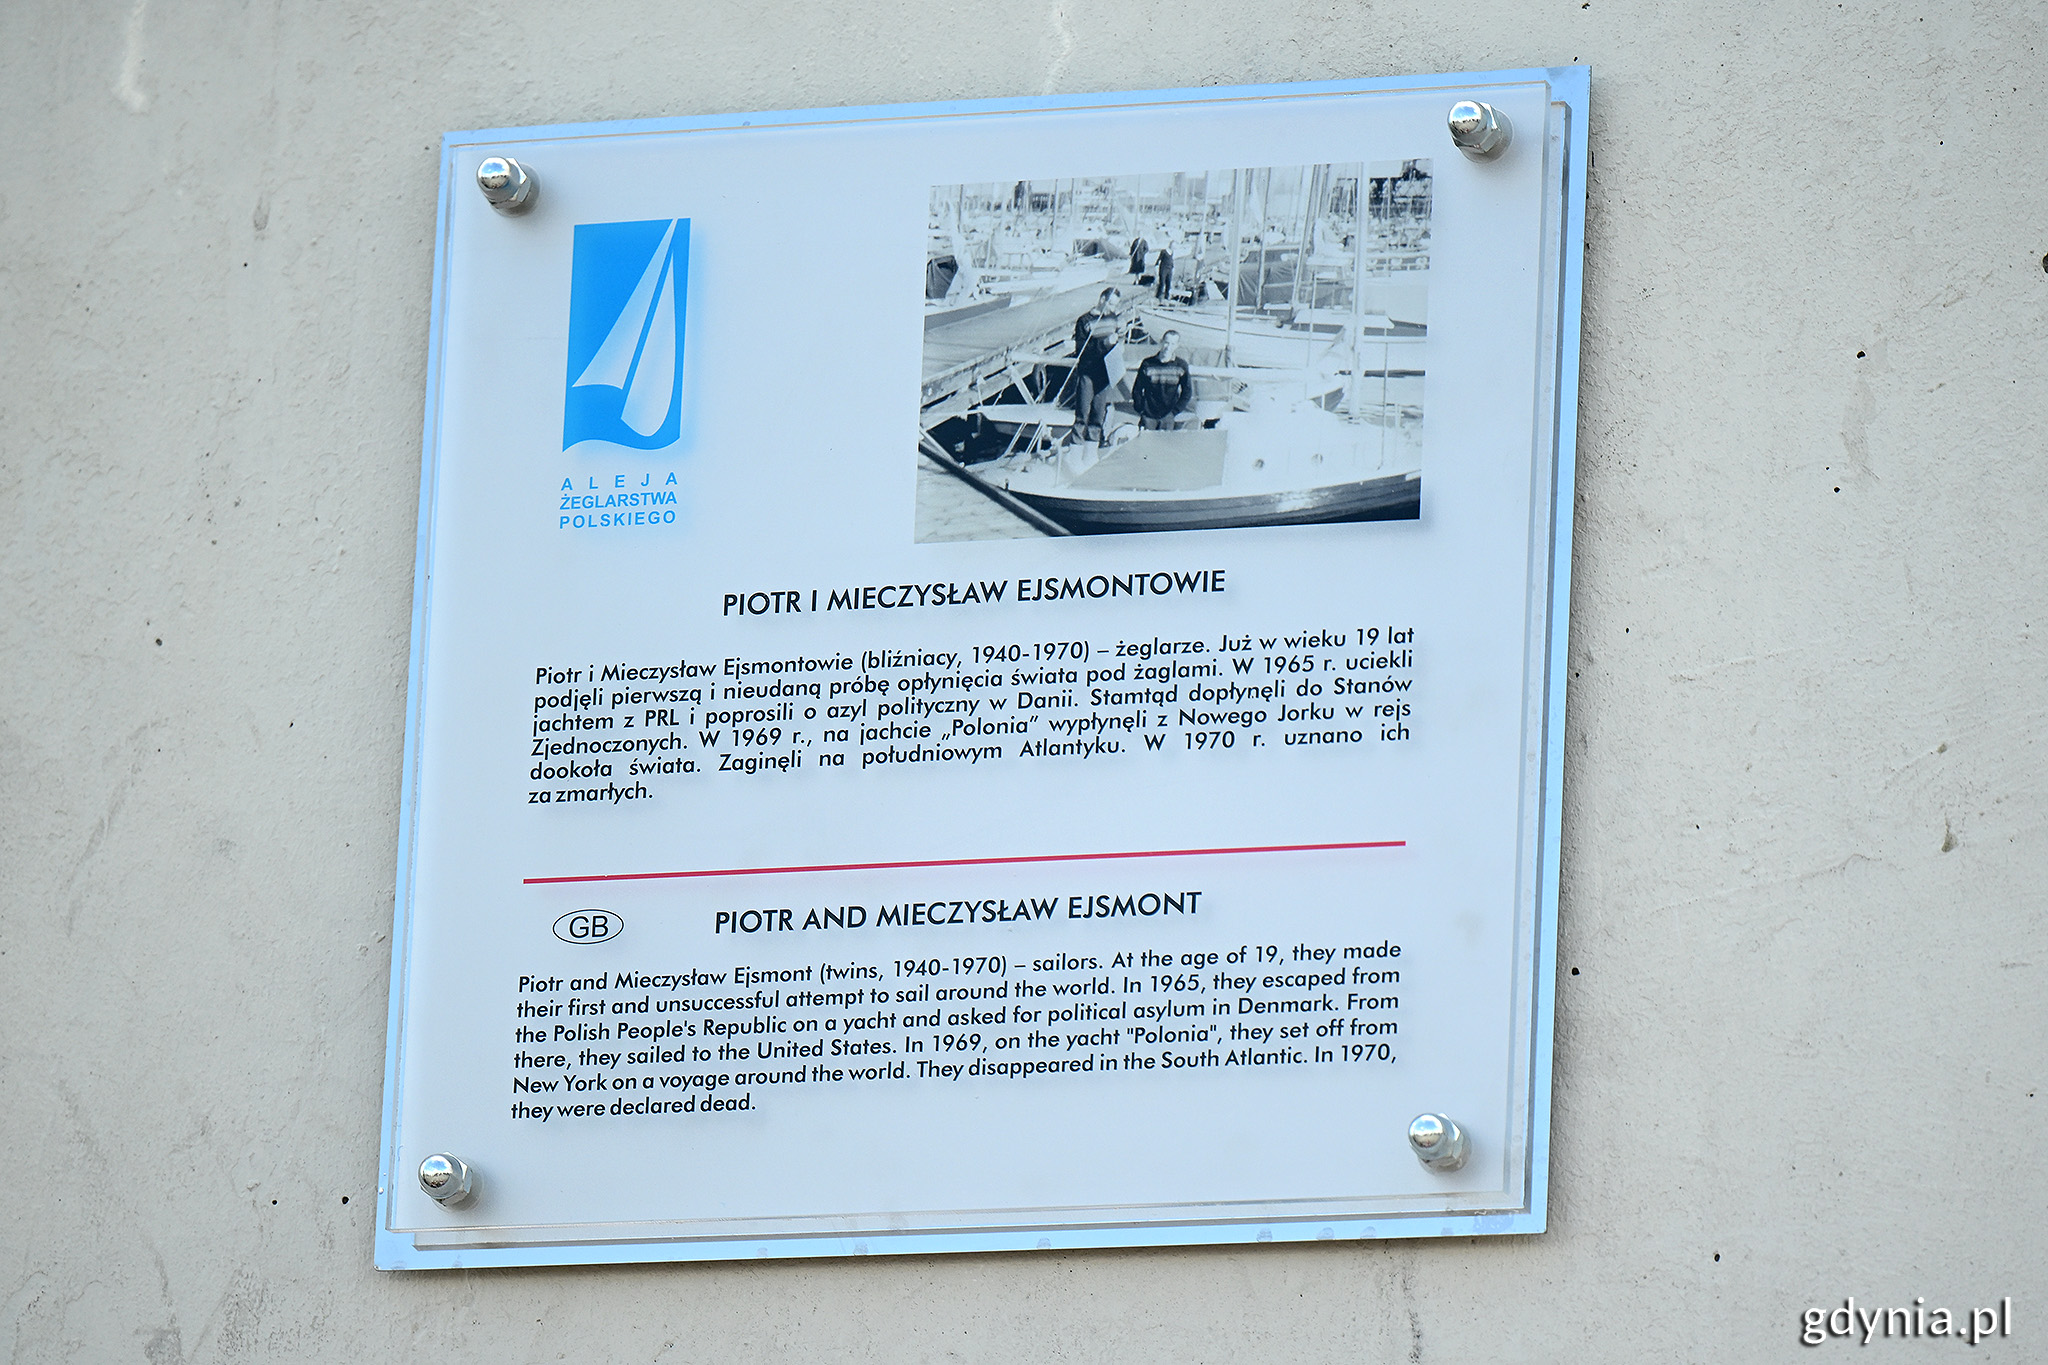 A L E J A
ŻEGLARSTWA
POLSKIEGO
PIOTR I MIECZYSŁAW EJSMONTOWIE
Piotr i Mieczysław Ejsmontowie (bliźniacy, 1940-1970) – żeglarze. Już w wieku 19 lat
podjęli pierwszą i nieudaną próbę opłynięcia świata pod żaglami. W 1965 r. uciekli
jachtem z PRL i poprosili o azyl polityczny w Danii. Stamtąd dopłynęli do Stanów
Zjednoczonych. W 1969 r., na jachcie „Polonia” wypłynęli z Nowego Jorku w rejs
dookoła świata. Zaginęli na południowym Atlantyku. W 1970 r. uznano ich
za zmarłych.
GB
PIOTR AND MIECZYSŁAW EJSMONT
Piotr and Mieczysław Ejsmont (twins, 1940-1970) – sailors. At the age of 19, they made
their first and unsuccessful attempt to sail around the world. In 1965, they escaped from
the Polish People's Republic on a yacht and asked for political asylum in Denmark. From
there, they sailed to the United States. In 1969, on the yacht "Polonia", they set off from
New York on a voyage around the world. They disappeared in the South Atlantic. In 1970,
they were declared dead.
gdynia.pl